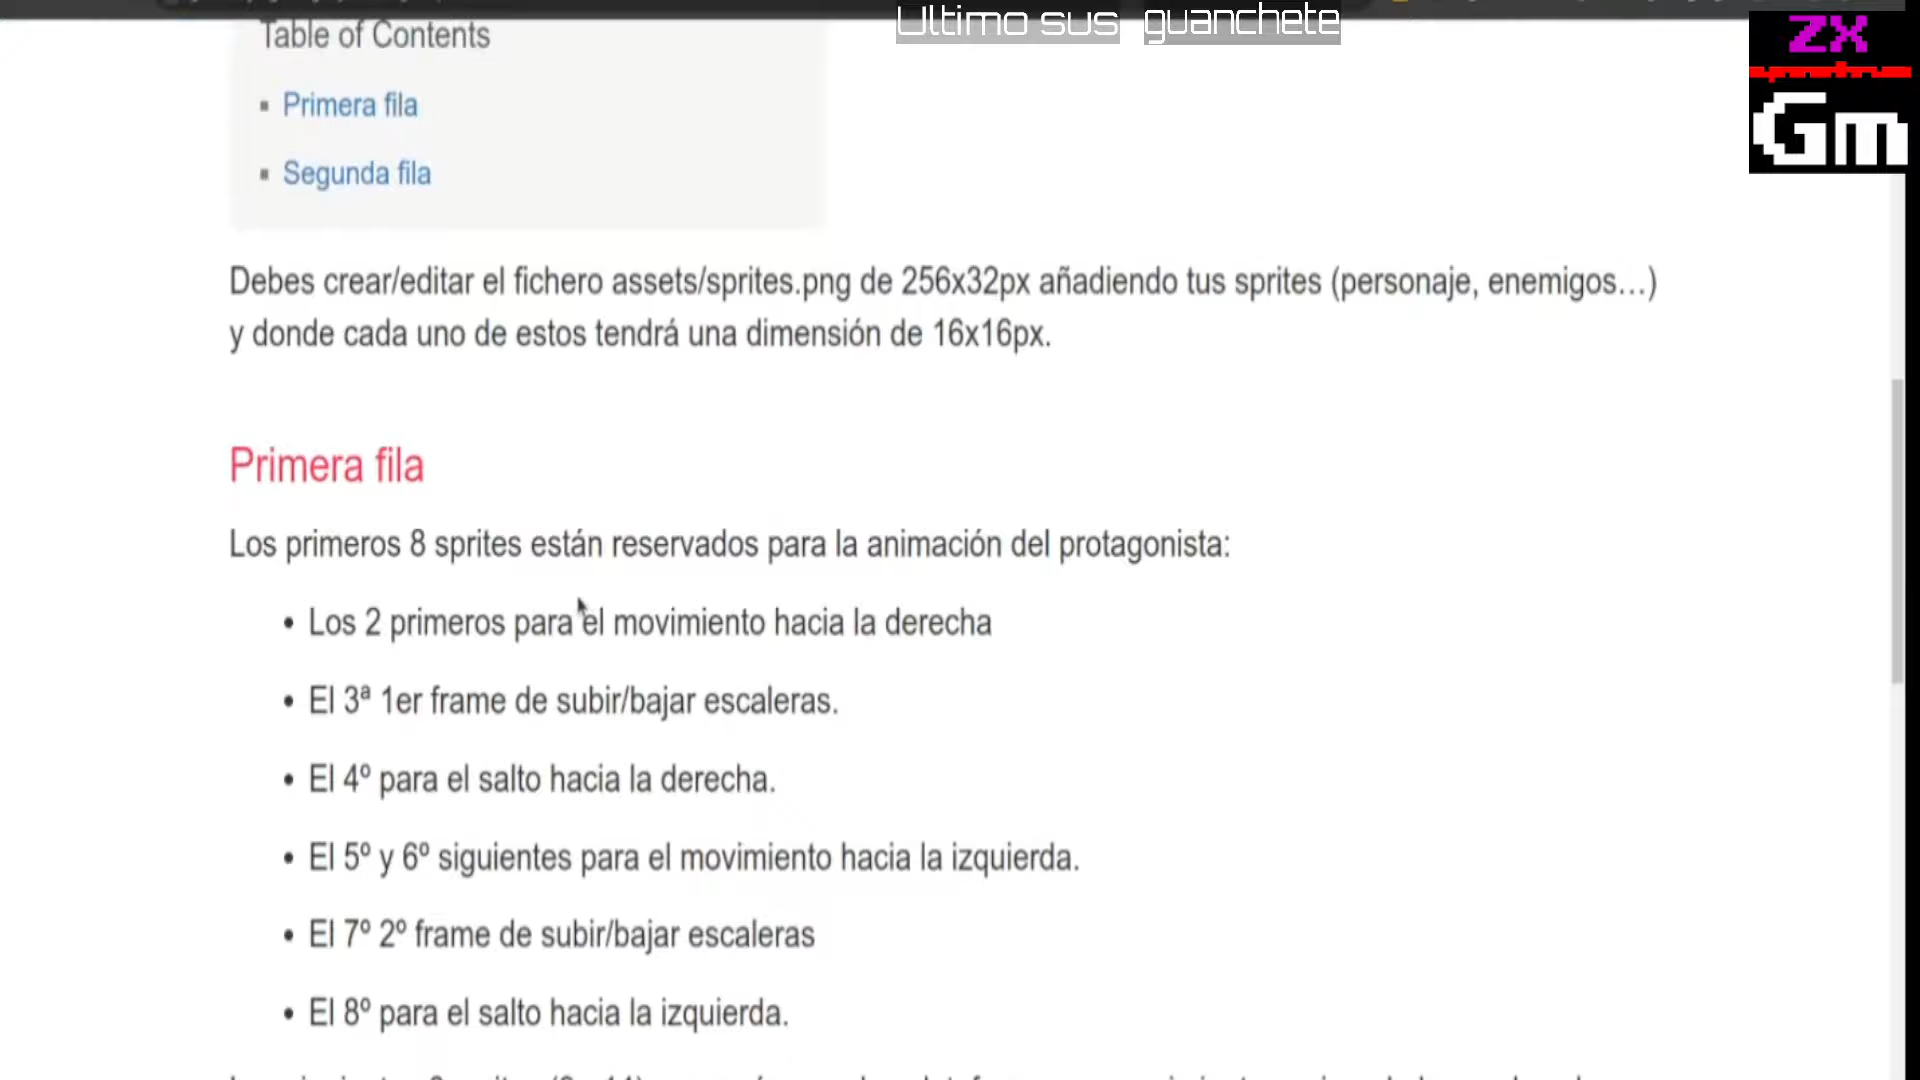 Ultimo sus guanchete
ZX
Gm
Table of Contents
Primera fila
Segunda fila
Debes crear/editar el fichero assets/sprites.png de 256x32px añadiendo tus sprites (personaje, enemigos...)
y donde cada uno de estos tendrá una dimensión de 16x16px.
Primera fila
Los primeros 8 sprites están reservados para la animación del protagonista:
Los 2 primeros para el movimiento hacia la derecha
El 3ª 1er frame de subir/bajar escaleras.
El 4º para el salto hacia la derecha.
El 5º y 6º siguientes para el movimiento hacia la izquierda.
El 7º 2º frame de subir/bajar escaleras
El 8º para el salto hacia la izquierda.